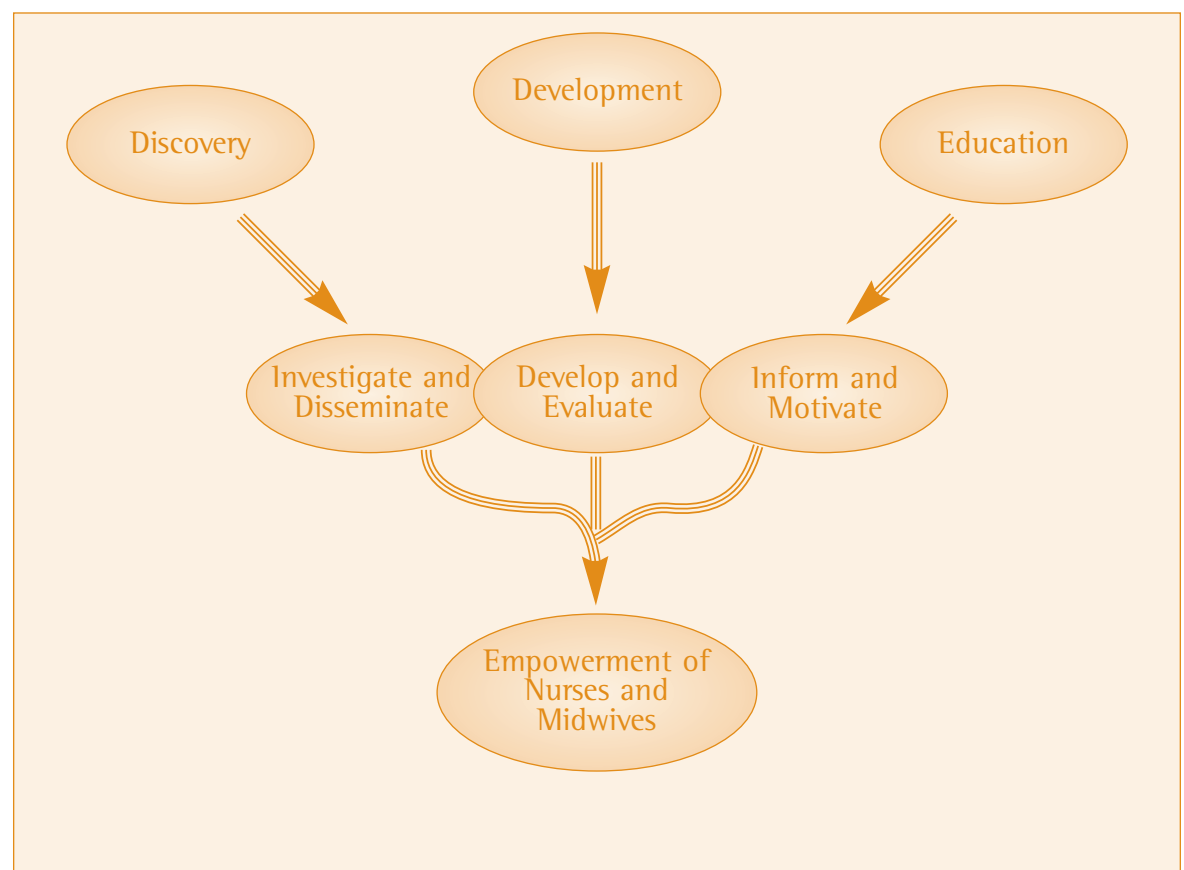 Development
Discovery
Education
Investigate and
Disseminate
Develop and
Evaluate
Inform and
Motivate
Empowerment of
Nurses and
Midwives